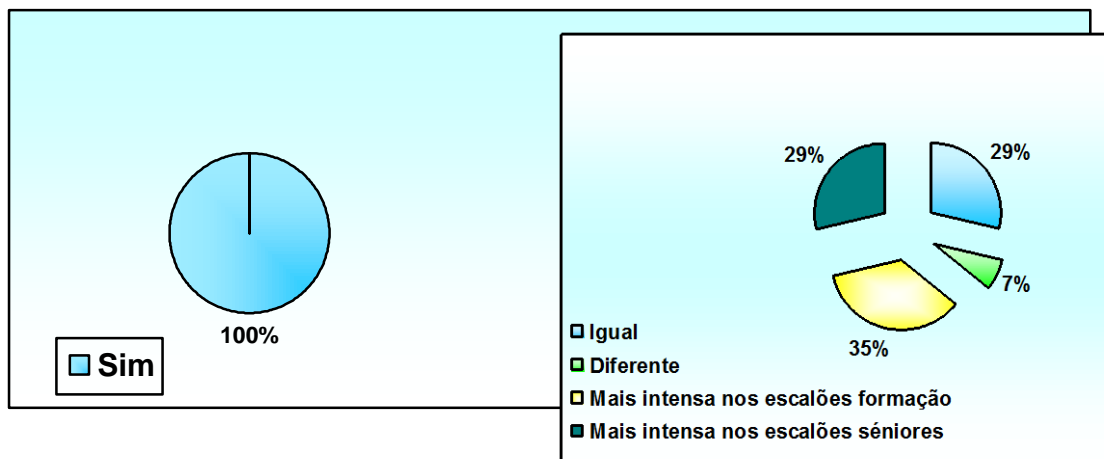 100%
Sim
29%
29%
7%
35%
Igual
Diferente
Mais intensa nos escalões formação
Mais intensa nos escalões séniores